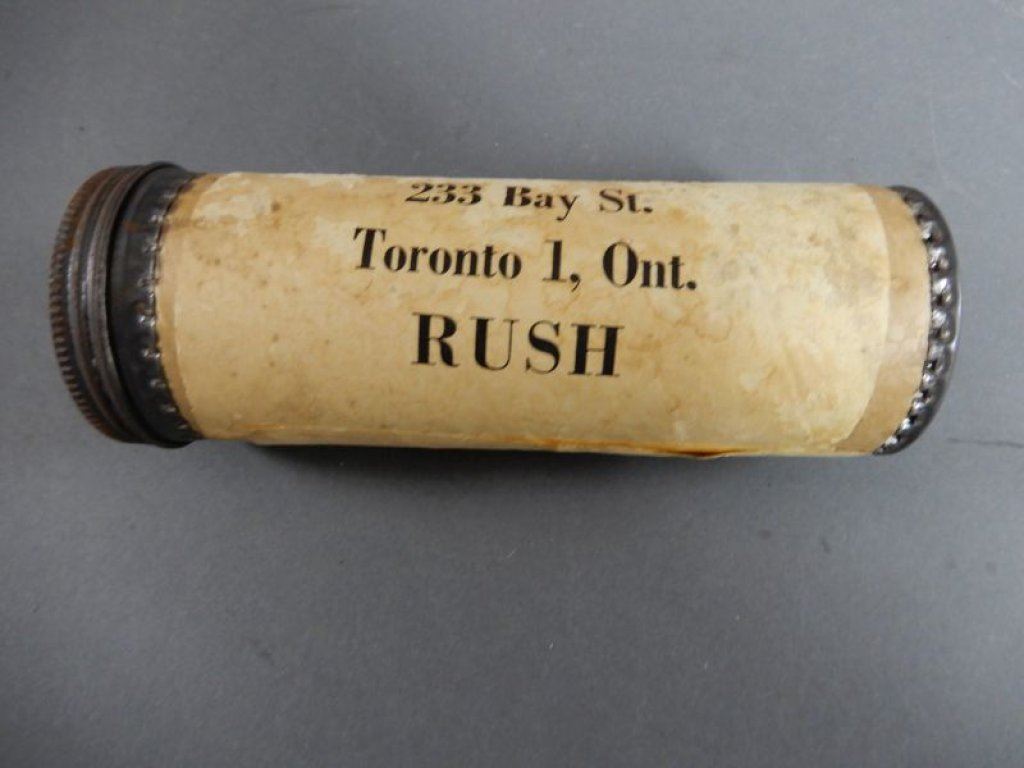 233 Bay St.
Toronto 1, Ont.
RUSH